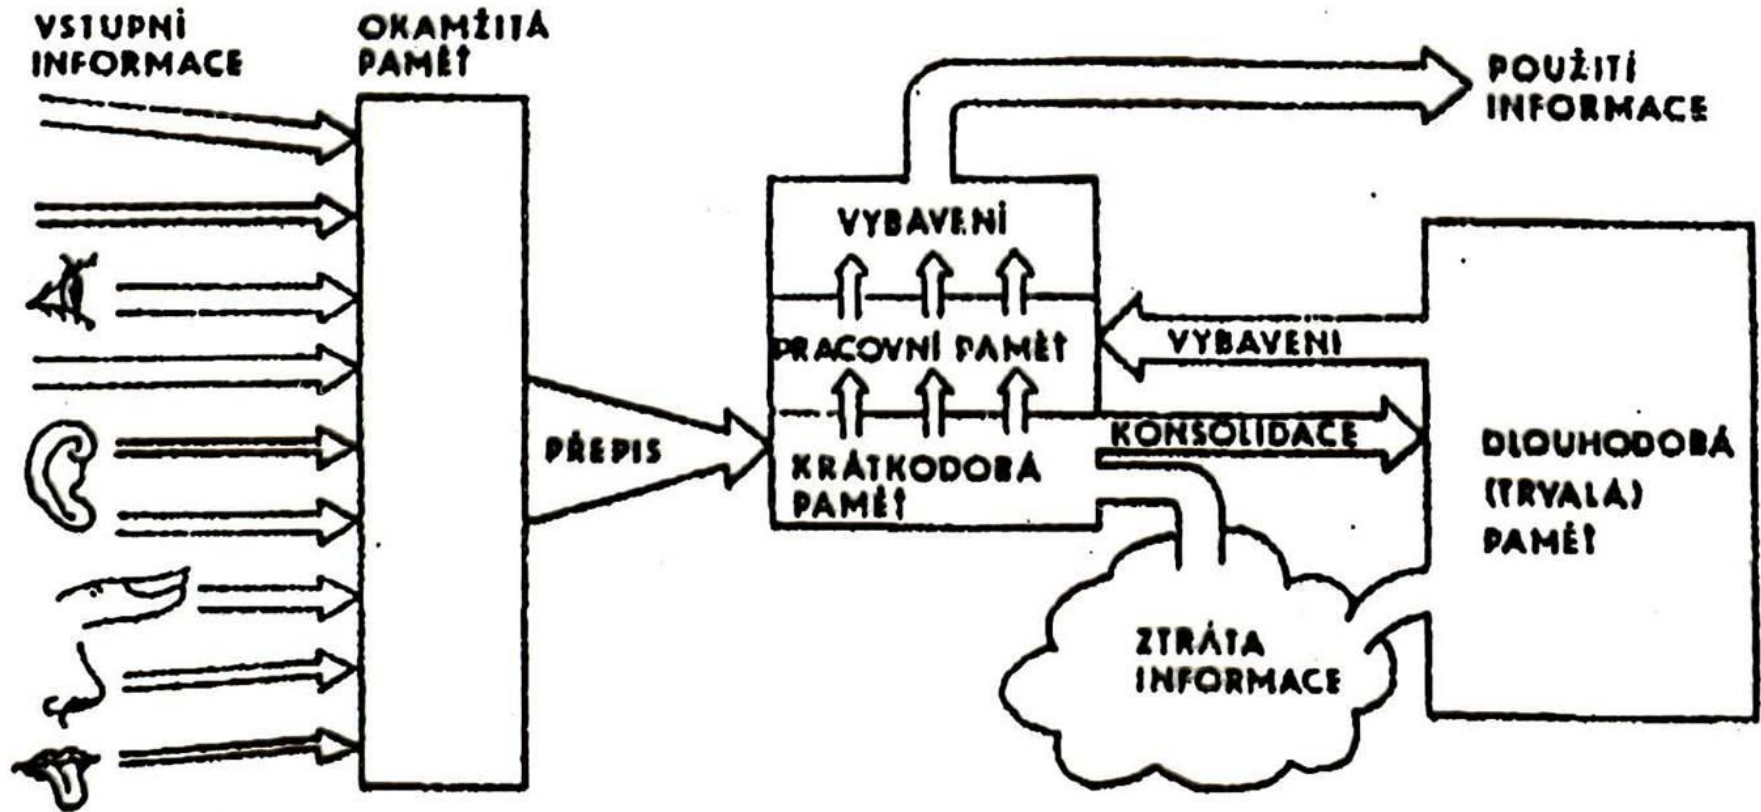 VSTUPNÍ
INFORMACE
OKAMŽITÁ
PAMĚŤ
POUŽITÍ
INFORMACE
VYBAVENÍ
PRACOVNÍ PAMĚŤ
VYBAVENÍ
PŘEPIS
KONSOLIDACE
KRÁTKODOBÁ
PAMĚŤ
DLOUHODOBÁ
(TRVALÁ)
PAMĚŤ
ZTRÁTA
INFORMACE